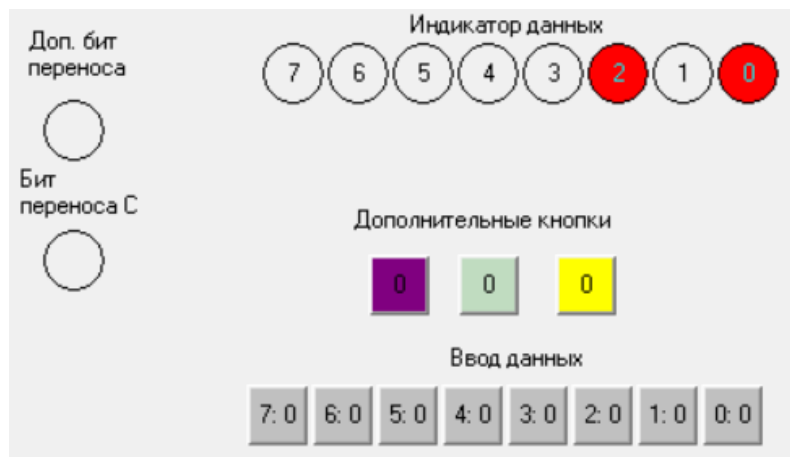 Индикатор данных
Доп. бит
переноса
7 6 5 4 3 2 1 0
Бит
переноса С
Дополнительные кнопки
0 0 0
Ввод данных
7: 0 6: 0 5: 0 4: 0 3: 0 2: 0 1: 0 0: 0